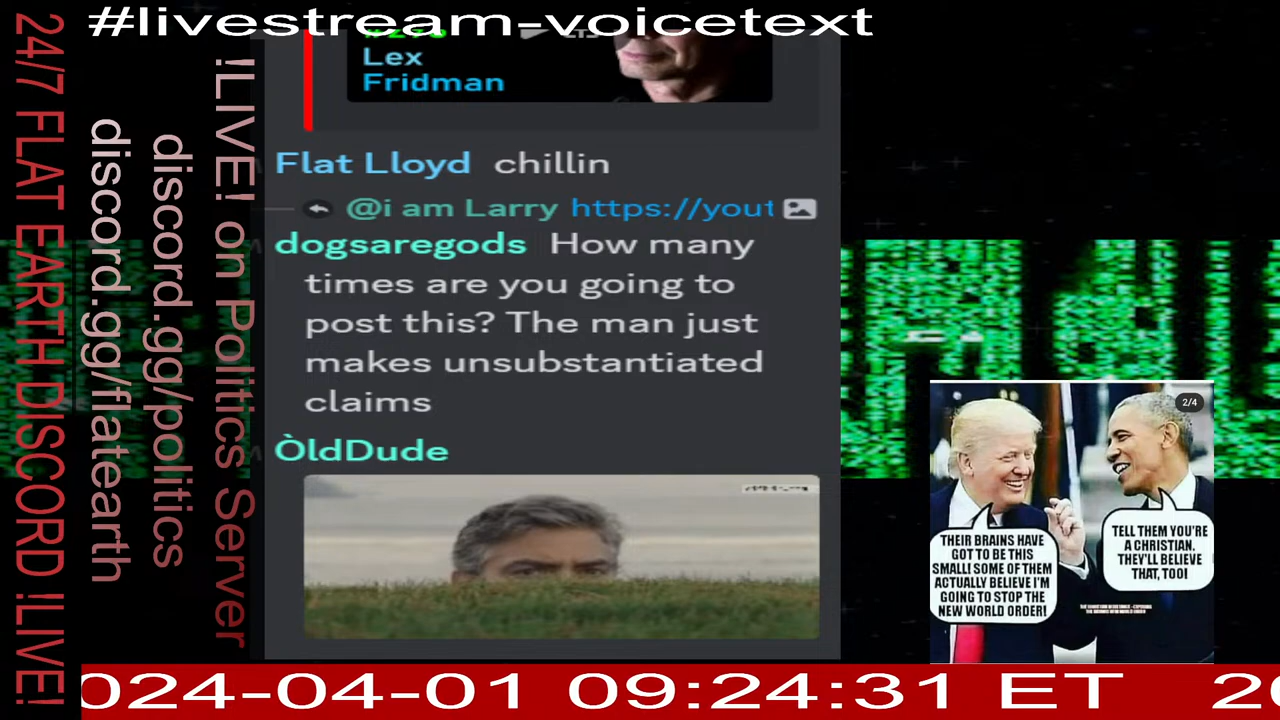 #livestream-voicetext
24/7 FLAT EARTH DISCORD !LIVE!
discord.gg/flatearth
discord.gg/politics
!LIVE! on Politics Server
Lex
Fridman
Flat Lloyd chillin
@i am Larry https://yout
dogsaregods How many
times are you going to
post this? The man just
makes unsubstantiated
claims
ÒldDude
2/4
THEIR BRAINS HAVE
GOT TO BE THIS
SMALL! SOME OF THEM
ACTUALLY BELIEVE I'M
GOING TO STOP THE
NEW WORLD ORDER!
TELL THEM YOU'RE
A CHRISTIAN.
THEY'LL BELIEVE
THAT, TOO!
024-04-01 09:24:31 ET 20